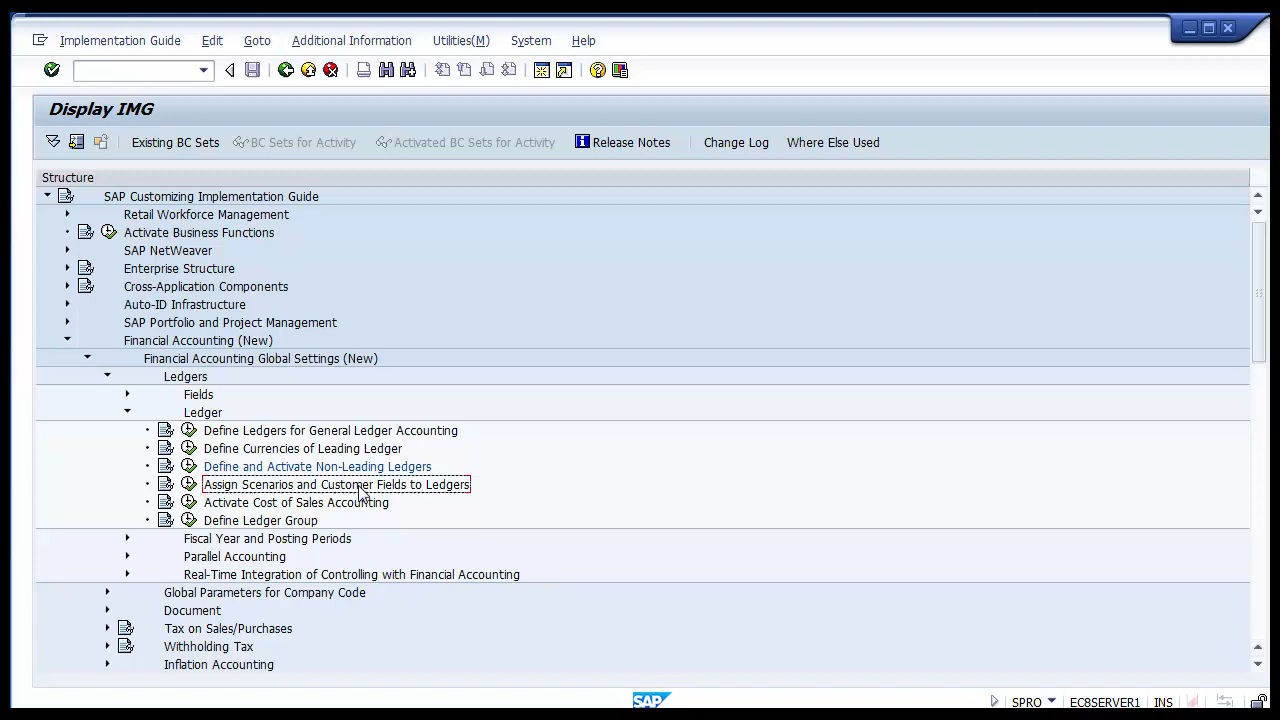 Implementation Guide Edit Goto Additional Information Utilities(M) System Help
Display IMG
Existing BC Sets BC Sets for Activity Activated BC Sets for Activity Release Notes Change Log Where Else Used
Structure
SAP Customizing Implementation Guide
Retail Workforce Management
Activate Business Functions
SAP NetWeaver
Enterprise Structure
Cross-Application Components
Auto-ID Infrastructure
SAP Portfolio and Project Management
Financial Accounting (New)
Financial Accounting Global Settings (New)
Ledgers
Fields
Ledger
Define Ledgers for General Ledger Accounting
Define Currencies of Leading Ledger
Define and Activate Non-Leading Ledgers
Assign Scenarios and Customer Fields to Ledgers
Activate Cost of Sales Accounting
Define Ledger Group
Fiscal Year and Posting Periods
Parallel Accounting
Real-Time Integration of Controlling with Financial Accounting
Global Parameters for Company Code
Document
Tax on Sales/Purchases
Withholding Tax
Inflation Accounting
SAP SPRO EC8SERVER1 INS